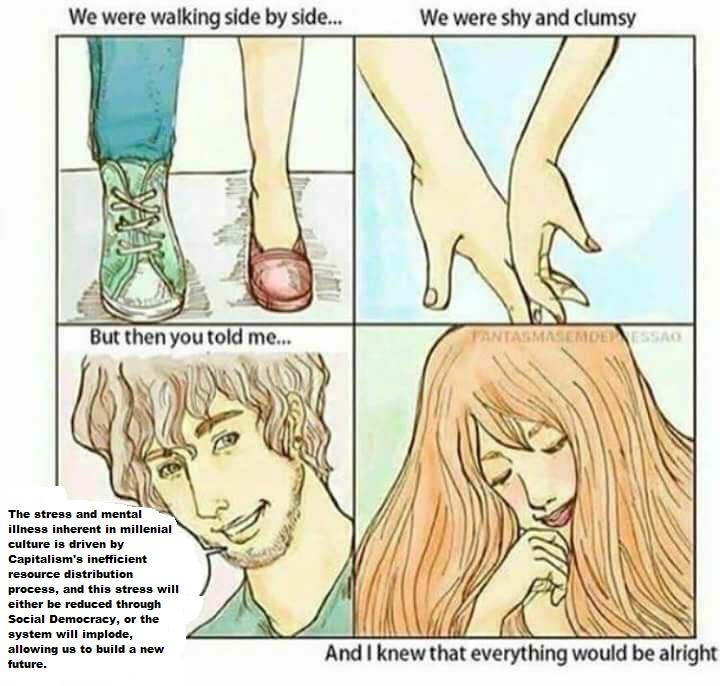 We were walking side by side...
We were shy and clumsy
But then you told me...
FANTASMASEMDEPRESSAO
The stress and mental
illness inherent in millenial
culture is driven by
Capitalism's inefficient
resource distribution
process, and this stress will
either be reduced through
Social Democracy, or the
system will implode,
allowing us to build a new
future.
And I knew that everything would be alright